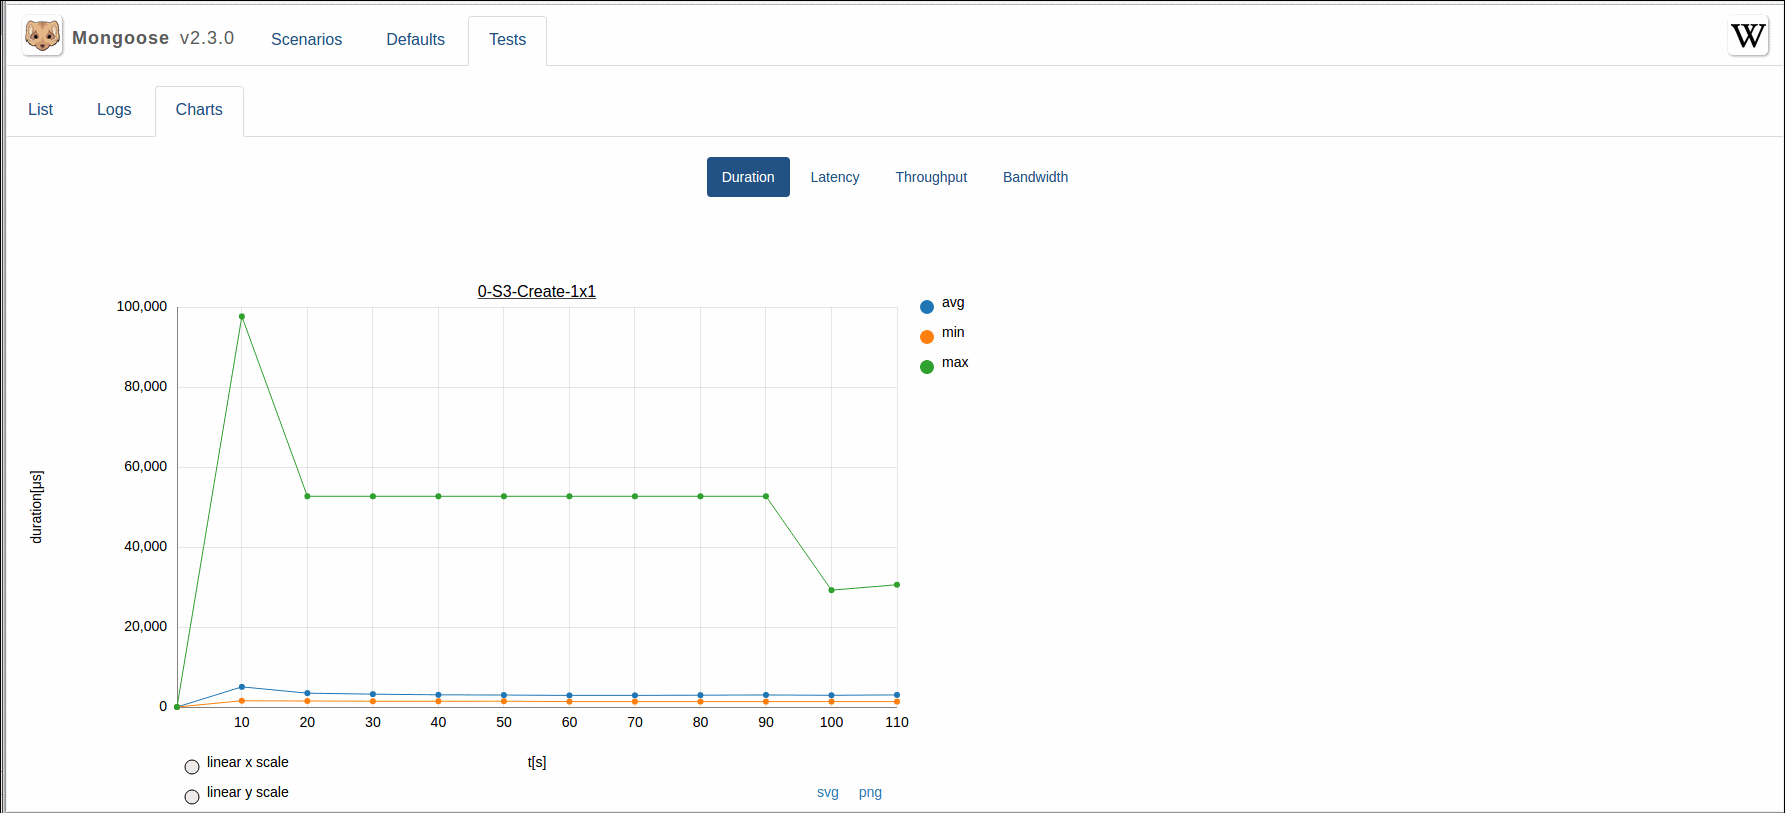 Mongoose v2.3.0 Scenarios Defaults Tests W
List Logs Charts
Duration Latency Throughput Bandwidth
0-S3-Create-1x1
100,000
80,000
60,000
40,000
20,000
0
duration[µs]
10 20 30 40 50 60 70 80 90 100 110
t[s]
avg
min
max
linear x scale
linear y scale
svg png